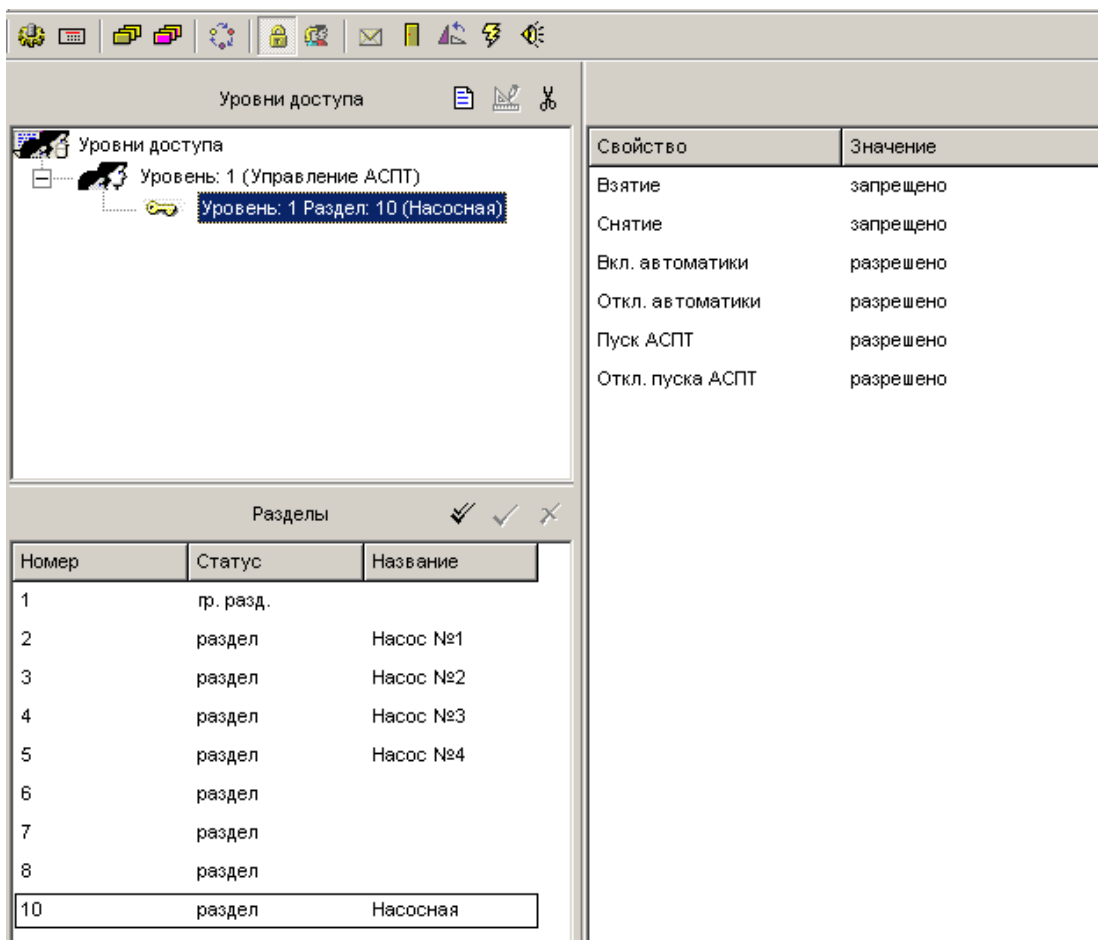 Уровни доступа
Уровни доступа
Уровень: 1 (Управление АСПТ)
Уровень: 1 Раздел: 10 (Насосная)
Свойство Значение
Взятие запрещено
Снятие запрещено
Вкл. автоматики разрешено
Откл. автоматики разрешено
Пуск АСПТ разрешено
Откл. пуска АСПТ разрешено
Разделы
Номер Статус Название
1 гр. разд.
2 раздел Насос №1
3 раздел Насос №2
4 раздел Насос №3
5 раздел Насос №4
6 раздел
7 раздел
8 раздел
10 раздел Насосная